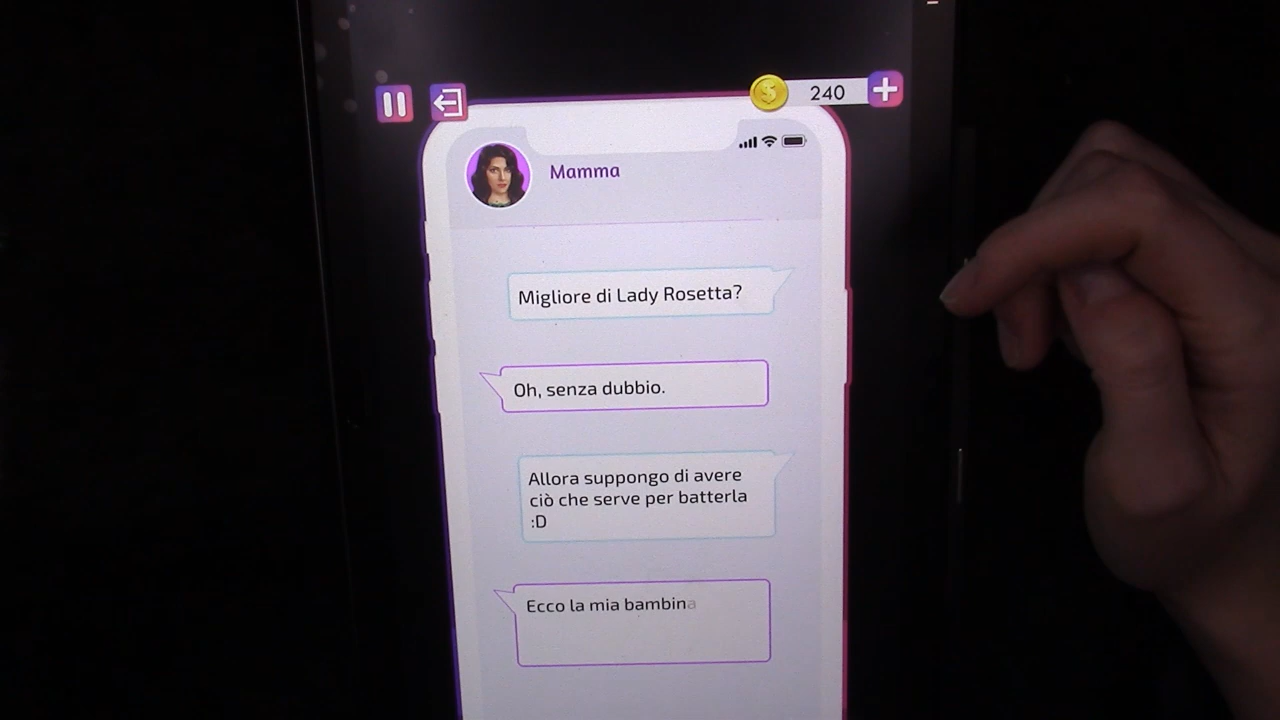 240
Mamma
Migliore di Lady Rosetta?
Oh, senza dubbio.
Allora suppongo di avere
ciò che serve per batterla
:D
Ecco la mia bambina